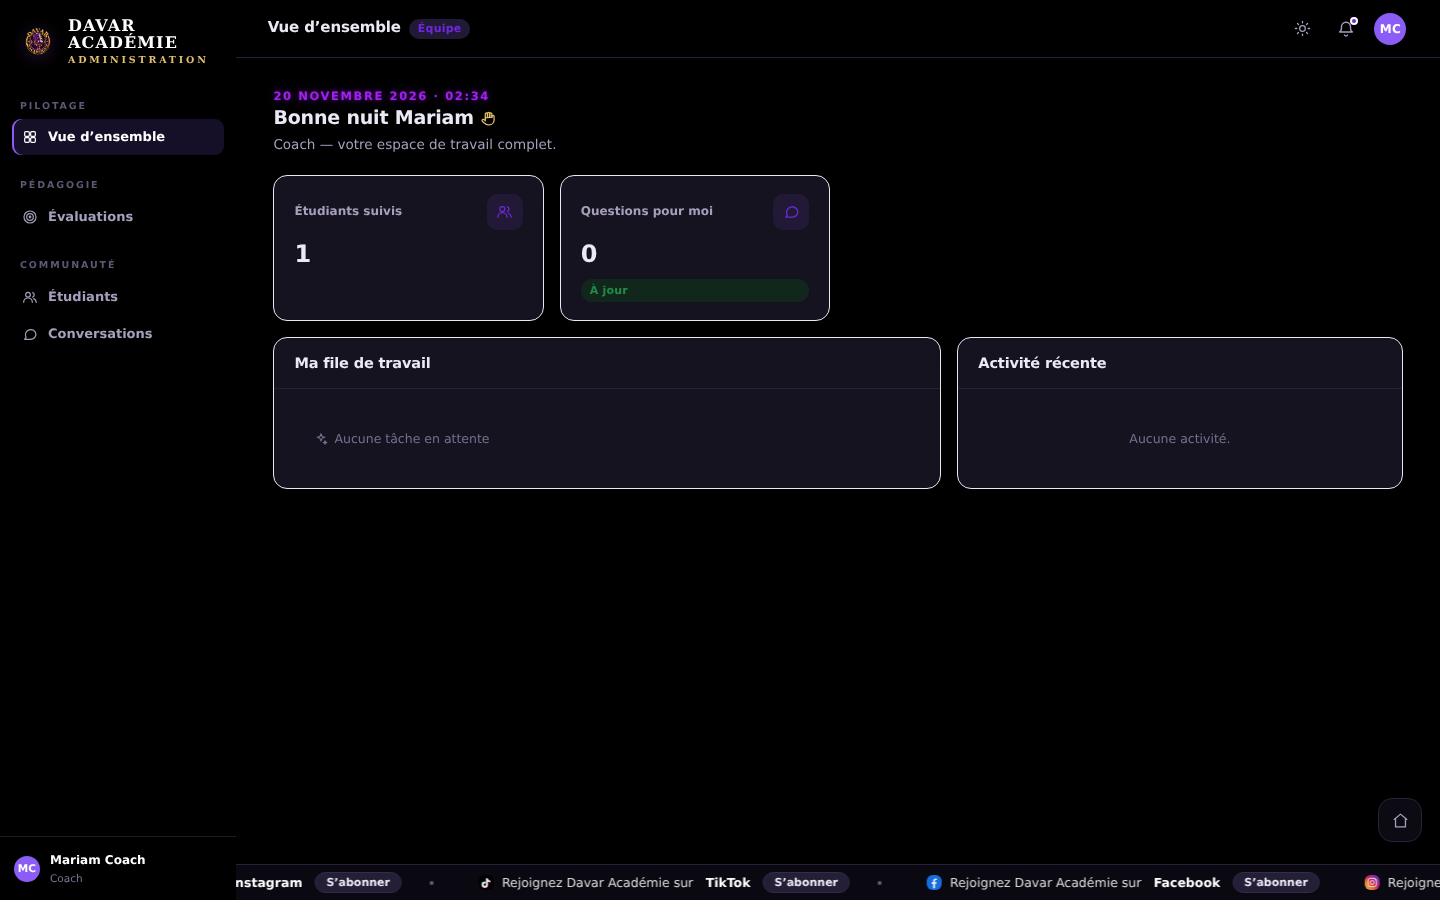 DAVAR
ACADÉMIE
ADMINISTRATION
PILOTAGE
Vue d’ensemble
PÉDAGOGIE
Évaluations
COMMUNAUTÉ
Étudiants
Conversations
Mariam Coach
MC
Coach
Vue d’ensemble
Équipe
MC
20 NOVEMBRE 2026 · 02:34
Bonne nuit Mariam
Coach — votre espace de travail complet.
Étudiants suivis
1
Questions pour moi
0
À jour
Ma file de travail
Aucune tâche en attente
Activité récente
Aucune activité.
nstagram S’abonner • Rejoignez Davar Académie sur TikTok S’abonner • Rejoignez Davar Académie sur Facebook S’abonner Rejoigne